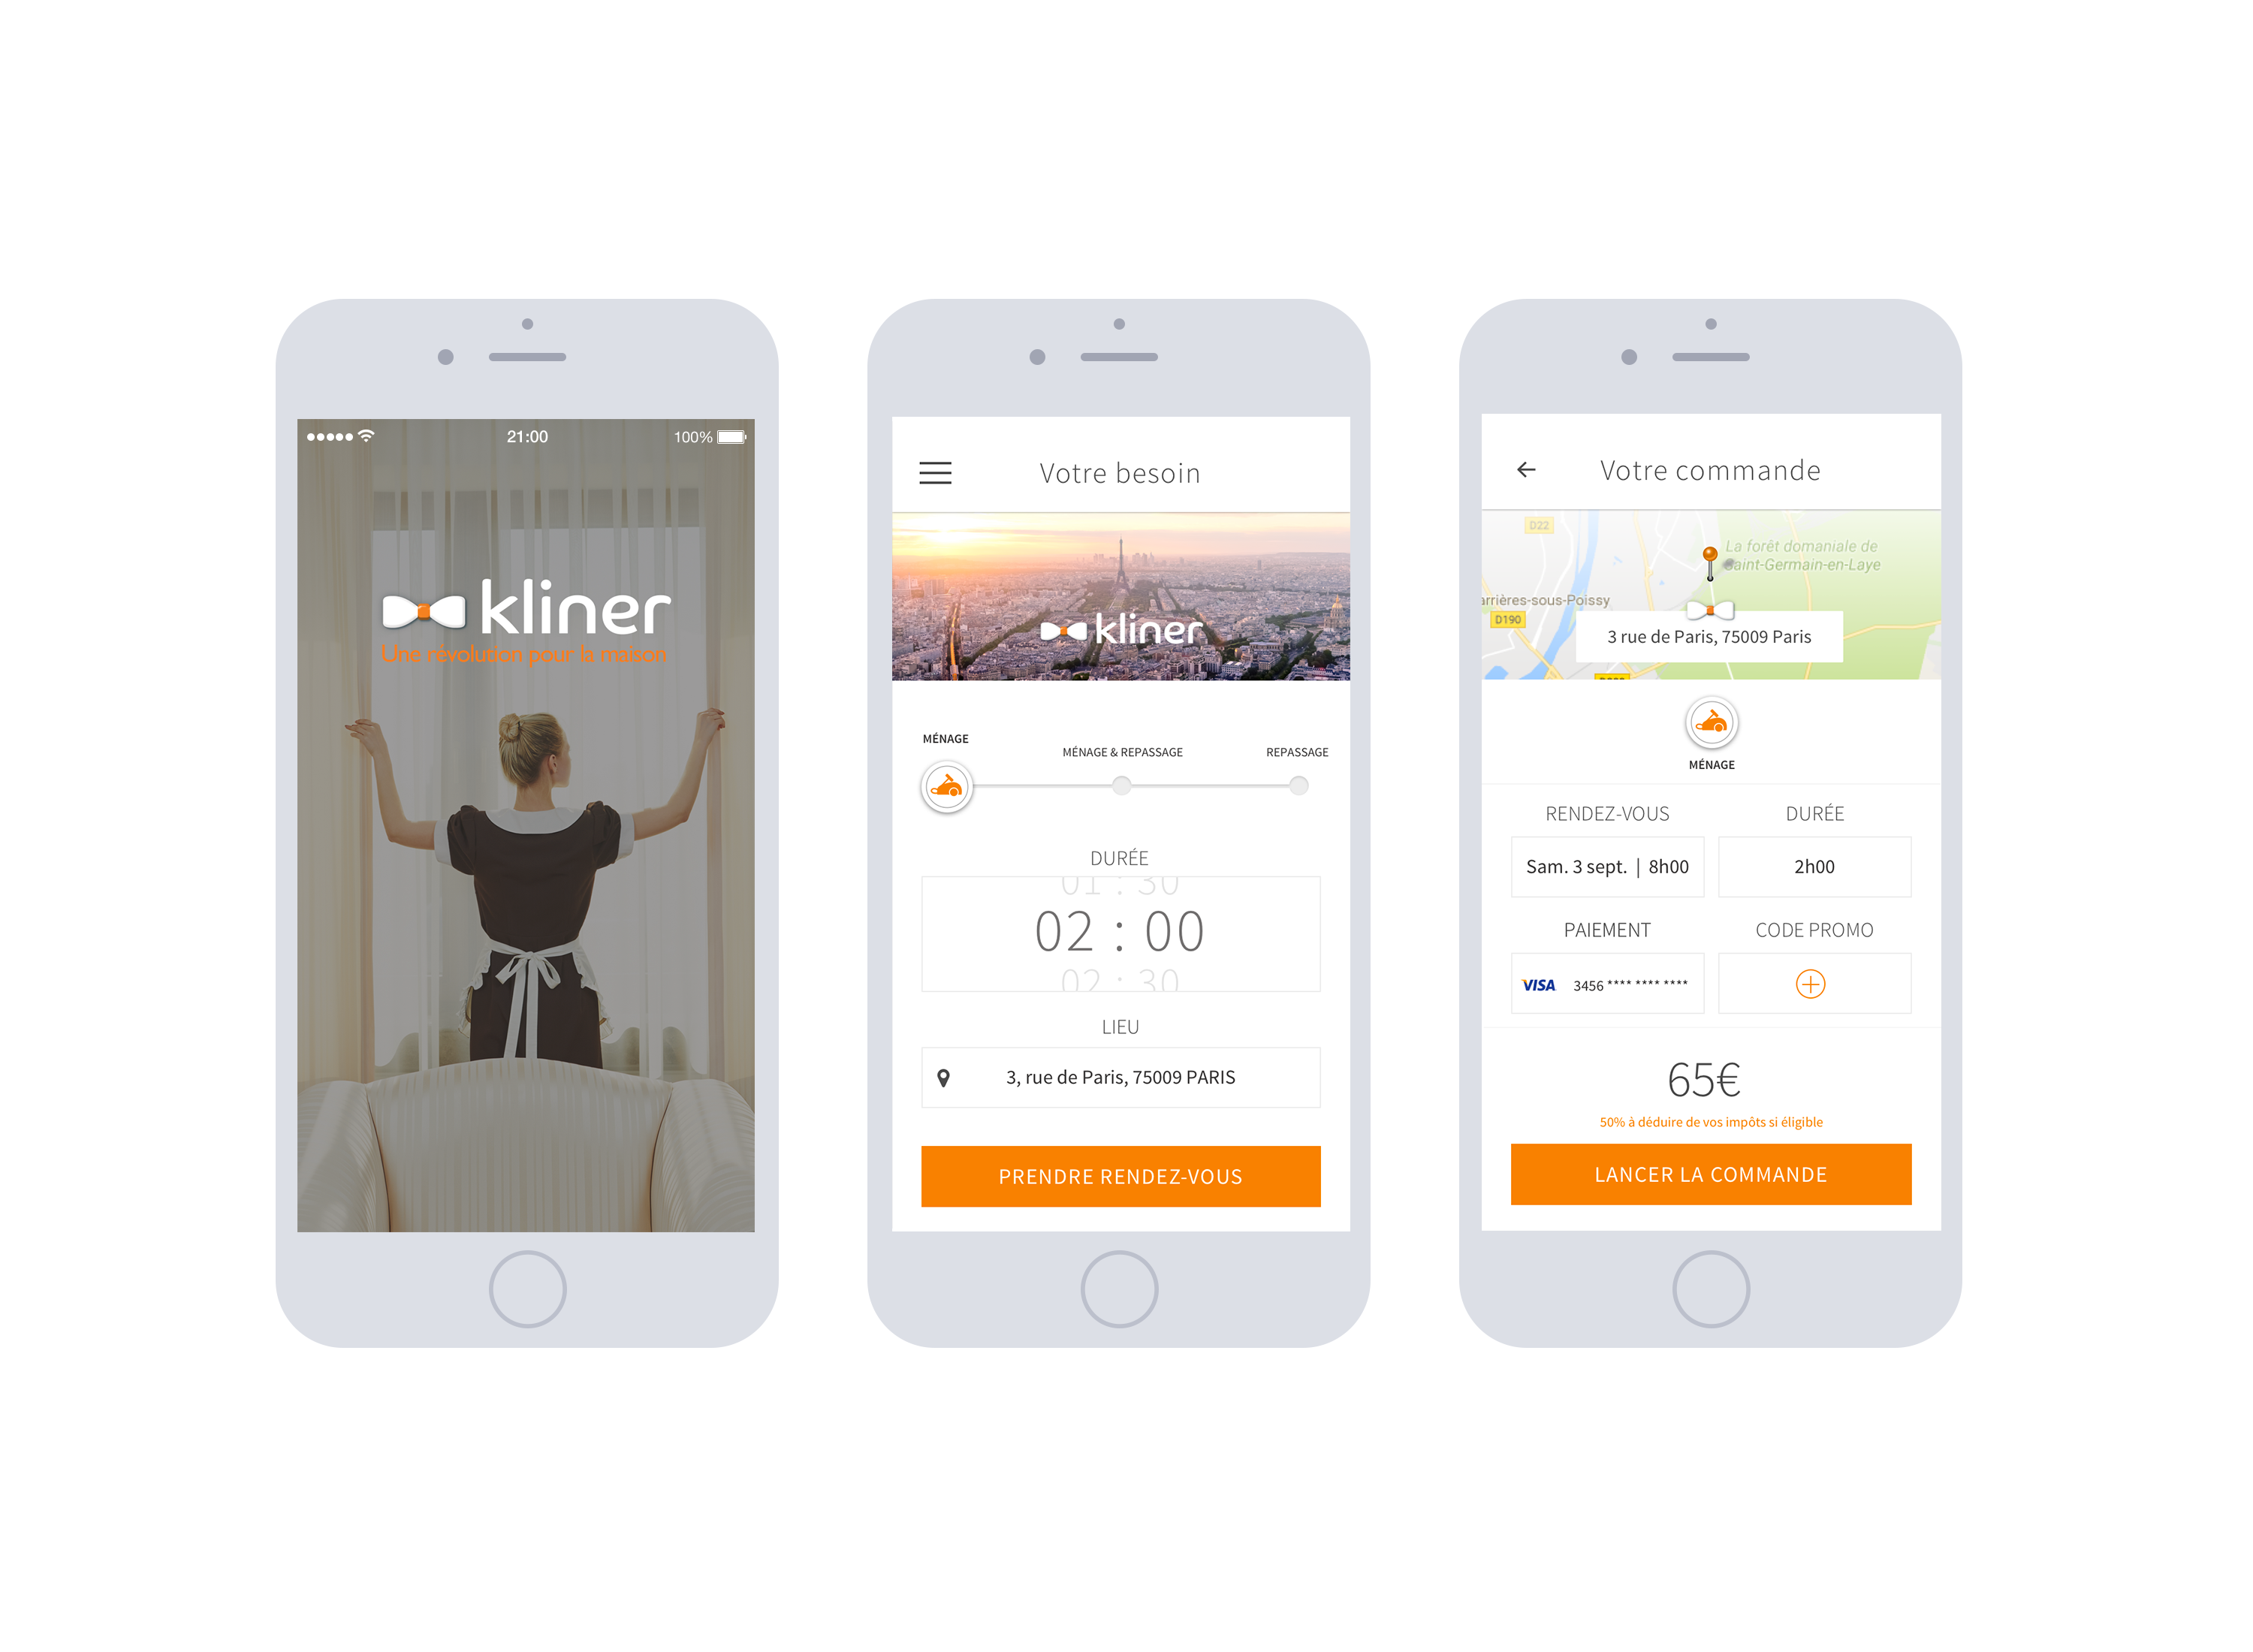 21:00
100%
kliner
Une révolution pour la maison
Votre besoin
kliner
MÉNAGE
MÉNAGE & REPASSAGE
REPASSAGE
DURÉE
01 : 30
02 : 00
02 : 30
LIEU
3, rue de Paris, 75009 PARIS
PRENDRE RENDEZ-VOUS
Votre commande
D22
La forêt domaniale de
Saint-Germain-en-Laye
arrières-sous-Poissy
D190
3 rue de Paris, 75009 Paris
MÉNAGE
RENDEZ-VOUS
DURÉE
Sam. 3 sept. | 8h00
2h00
PAIEMENT
CODE PROMO
VISA 3456 **** **** ****
65€
50% à déduire de vos impôts si éligible
LANCER LA COMMANDE